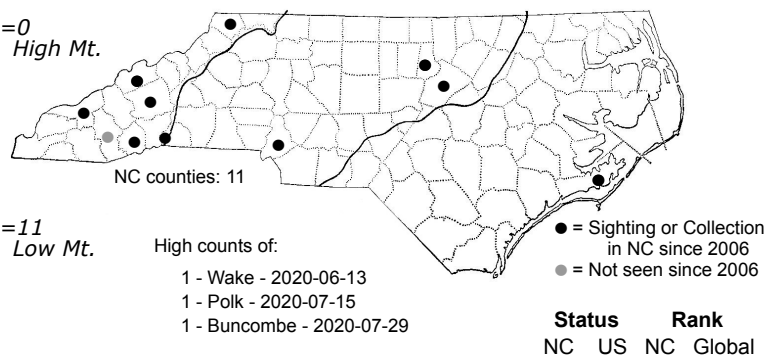 =0
High Mt.
NC counties: 11
=11
Low Mt.
High counts of:
1 - Wake - 2020-06-13
1 - Polk - 2020-07-15
1 - Buncombe - 2020-07-29
= Sighting or Collection
in NC since 2006
= Not seen since 2006
Status Rank
NC US NC Global